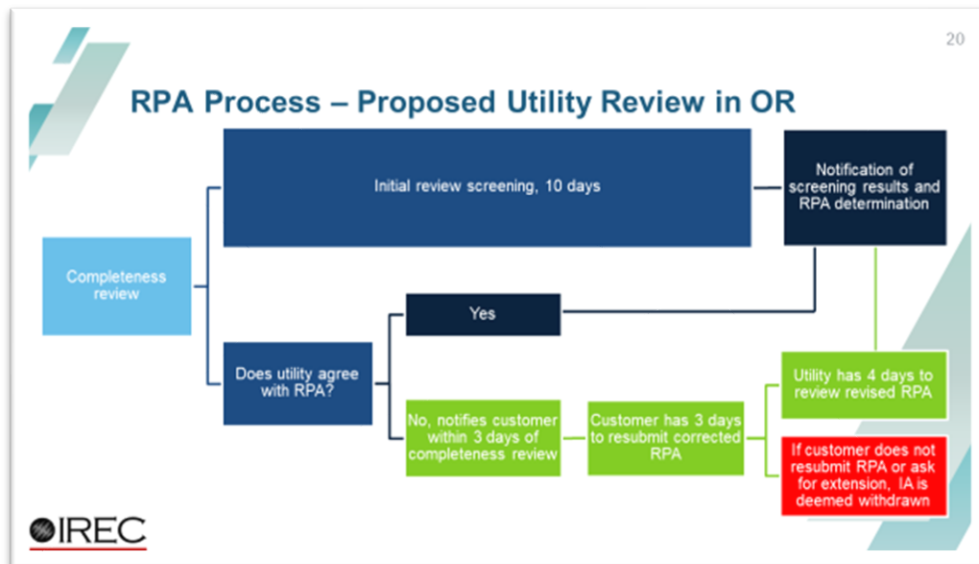 20
RPA Process – Proposed Utility Review in OR
Initial review screening, 10 days
Notification of
screening results and
RPA determination
Completeness
review
Yes
Does utility agree
with RPA?
No, notifies customer
within 3 days of
completeness review
Customer has 3 days
to resubmit corrected
RPA
Utility has 4 days to
review revised RPA
If customer does not
resubmit RPA or ask
for extension, IA is
deemed withdrawn
IREC